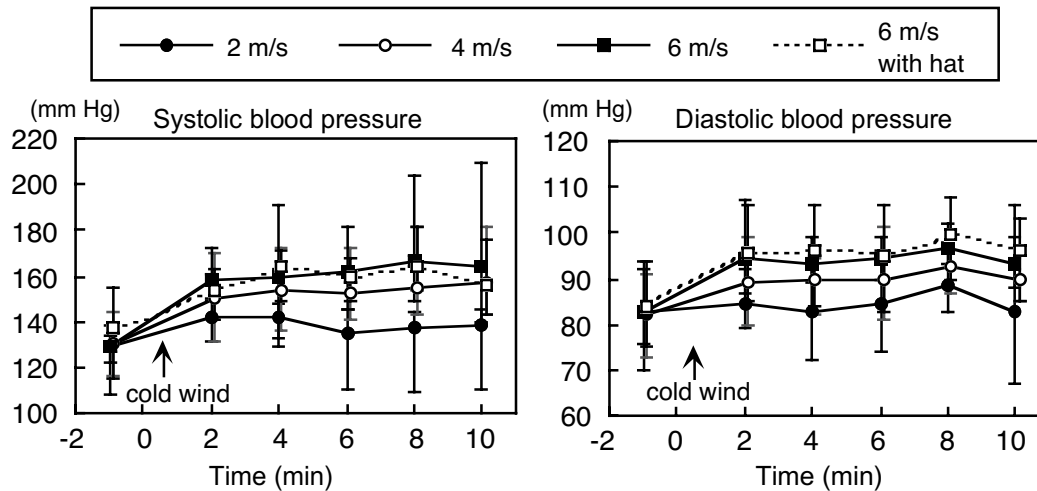 2 m/s
4 m/s
6 m/s
6 m/s
with hat
(mm Hg)
Systolic blood pressure
220
200
180
160
140
120
100
-2
0
2
4
6
8
10
cold wind
Time (min)
(mm Hg)
Diastolic blood pressure
120
110
100
90
80
70
60
-2
0
2
4
6
8
10
cold wind
Time (min)